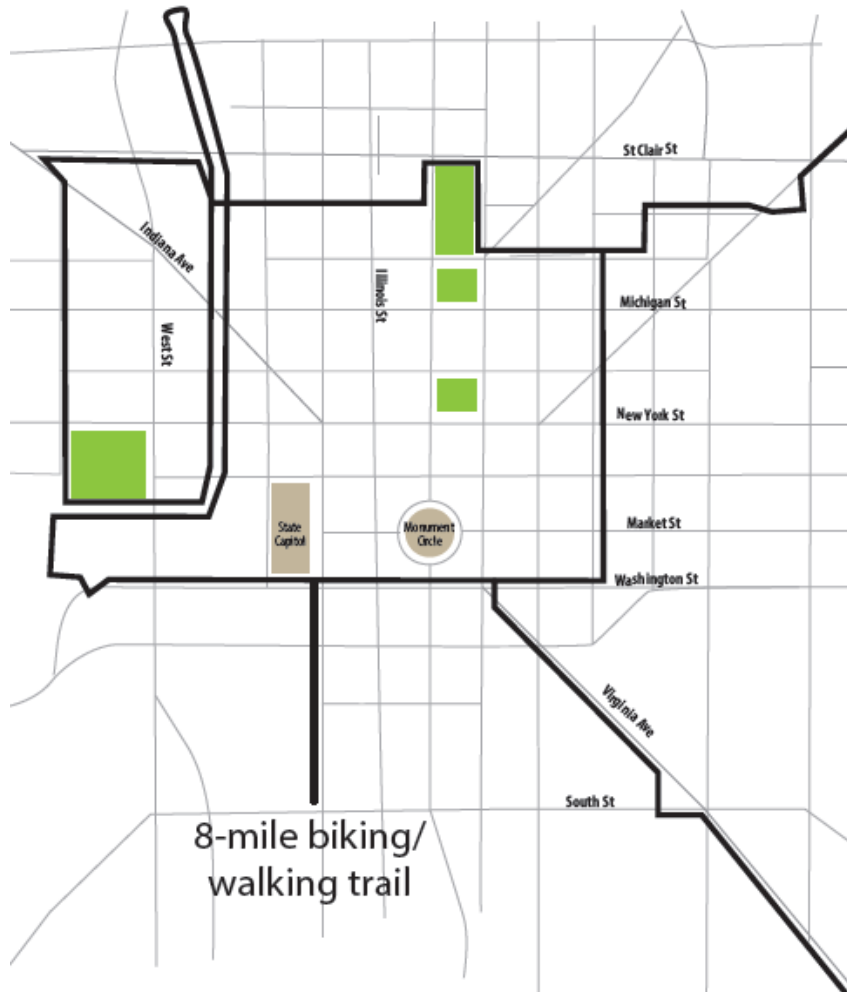 St Clair St
Indiana Ave
Illinois St
Michigan St
West St
New York St
State
Capitol
Monument
Circle
Market St
Washington St
Virginia Ave
South St
8-mile biking/
walking trail